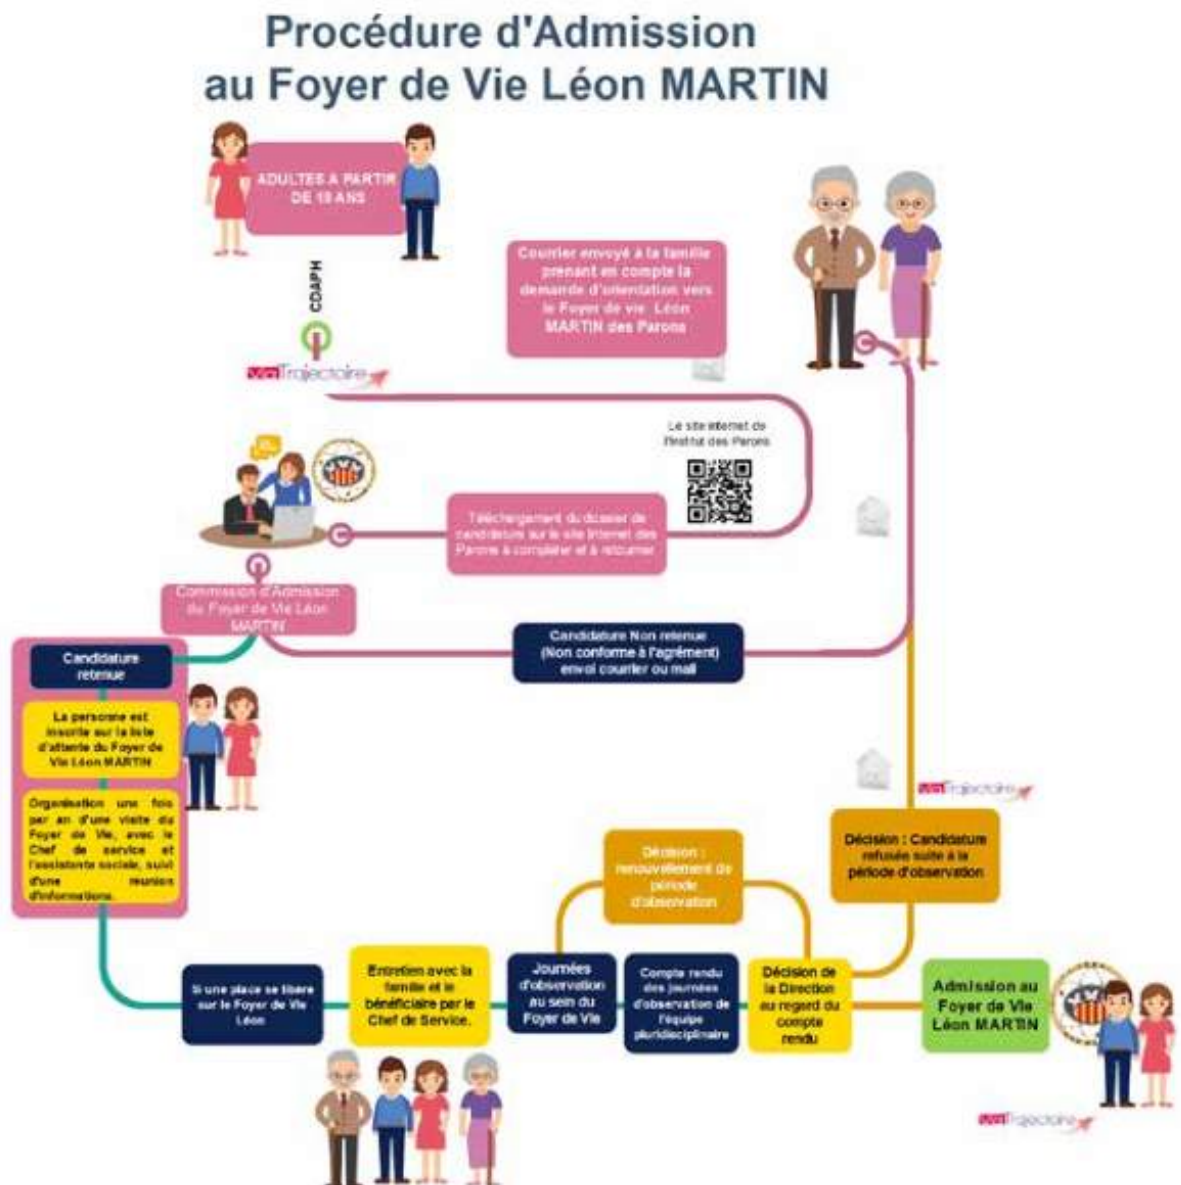 Procédure d'Admission
au Foyer de Vie Léon MARTIN
ADULTES A PARTIR
DE 18 ANS
CDAPH
viaTrajectoire
Courrier envoyé à la famille
prenant en compte la
demande d'orientation vers
le Foyer de vie Léon
MARTIN des Parons
Le site internet de
l'Institut des Parons
Téléchargement du dossier de
candidature sur le site Internet des
Parons à compléter et à retourner
Commission d'Admission
du Foyer de Vie Léon
MARTIN
Candidature Non retenue
(Non conforme à l'agrément)
envoi courrier ou mail
Candidature
retenue
La personne est
inscrite sur la liste
d'attente du Foyer de
Vie Léon MARTIN
Organisation une fois
par an d'une visite du
Foyer de Vie, avec le
Chef de service et
l'assistante sociale, suivi
d'une réunion
d'informations.
viaTrajectoire
Décision : Candidature
refusée suite à la
période d'observation
Décision :
renouvellement de
période
d'observation
Si une place se libère
sur le Foyer de Vie
Léon
Entretien avec la
famille et le
bénéficiaire par le
Chef de Service.
Journées
d'observation
au sein du
Foyer de Vie
Compte rendu
des journées
d'observation de
l'équipe
pluridisciplinaire
Décision de
la Direction
au regard du
compte
rendu
Admission au
Foyer de Vie
Léon MARTIN
viaTrajectoire